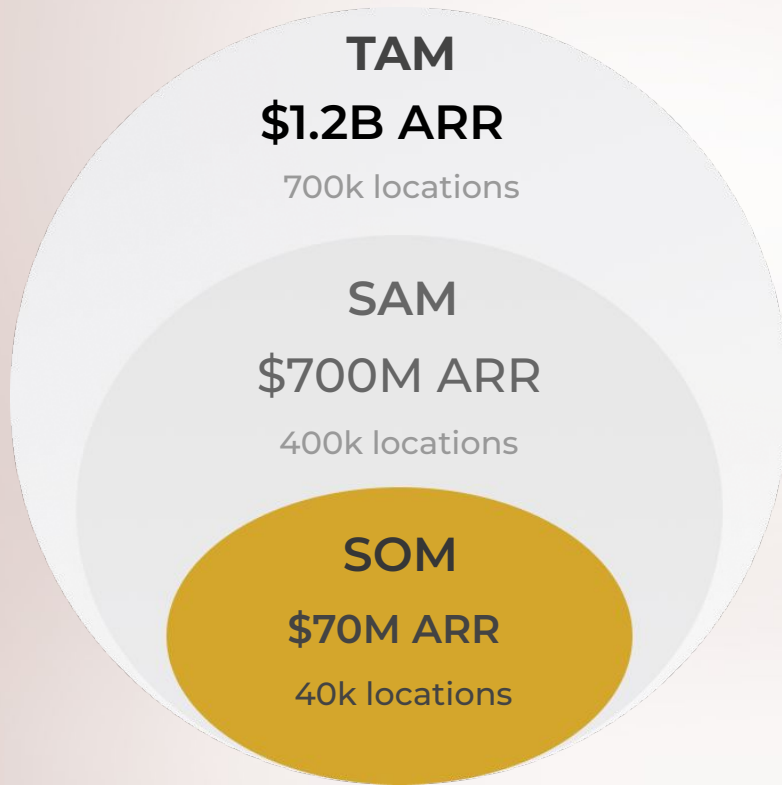 TAM
$1.2B ARR
700k locations
SAM
$700M ARR
400k locations
SOM
$70M ARR
40k locations